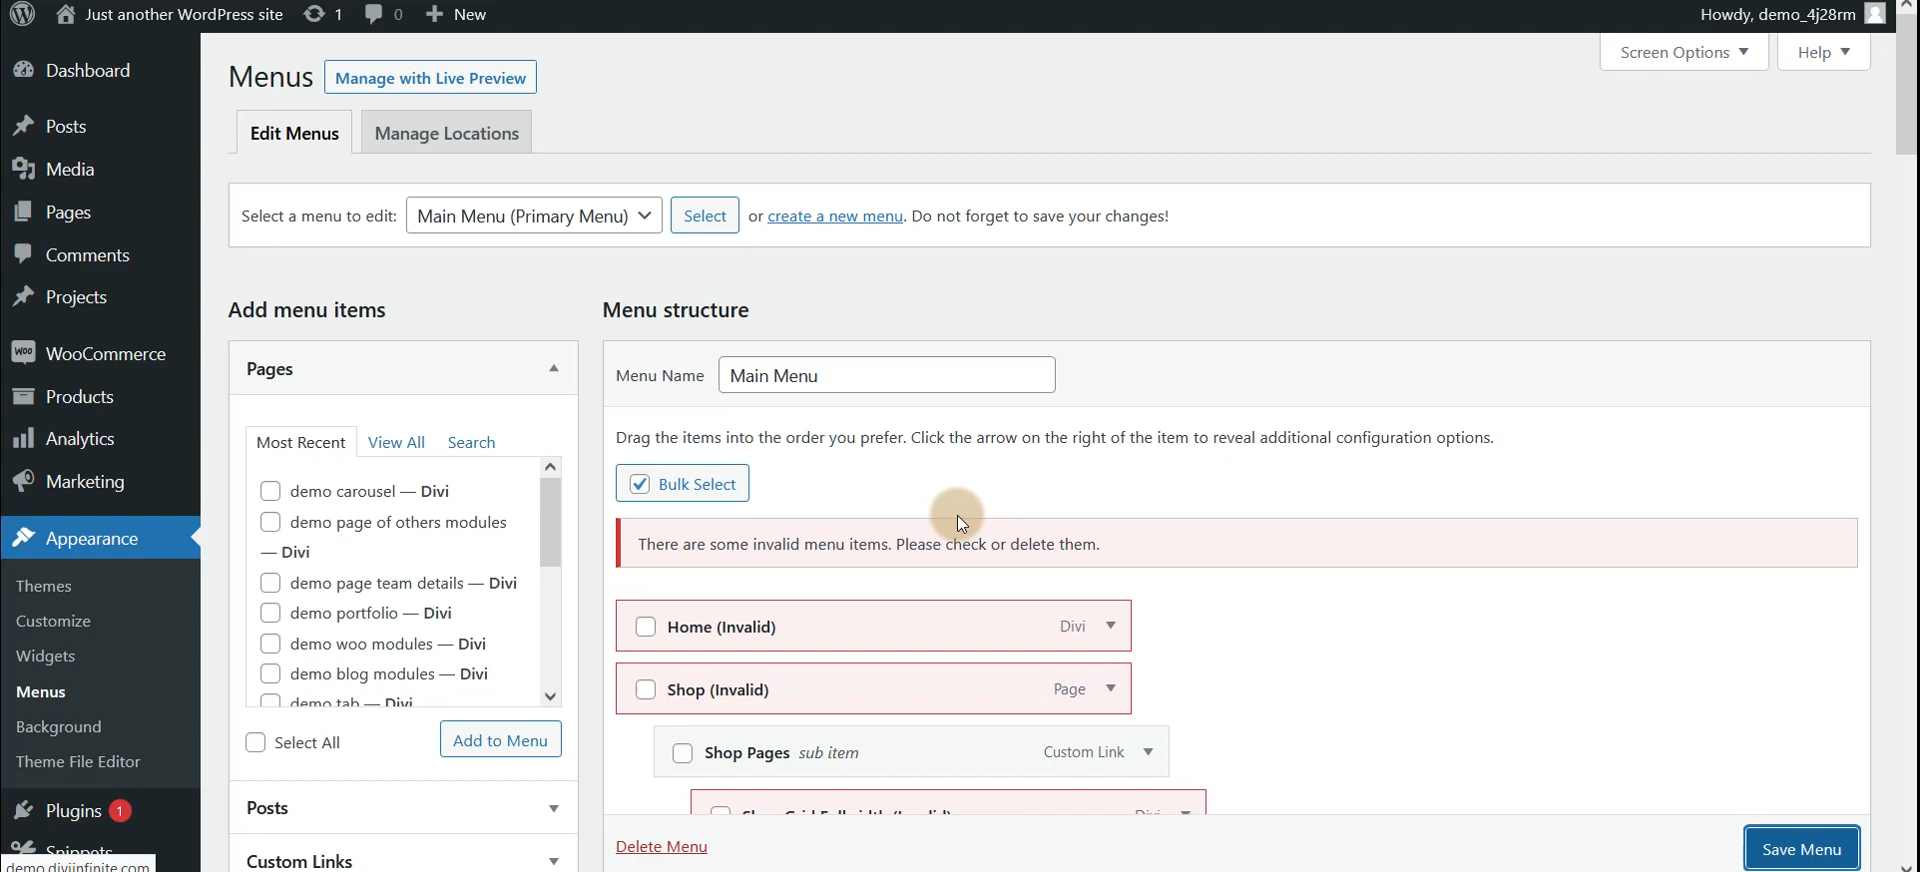 Just another WordPress site 1 0 New Howdy, demo_4j28rm
Screen Options Help
Dashboard
Posts
Media
Pages
Comments
Projects
WOO WooCommerce
Products
Analytics
Marketing
Appearance
Themes
Customize
Widgets
Menus
Background
Theme File Editor
Plugins 1
Snippets
demo.diviinfinite.com
Menus Manage with Live Preview
Edit Menus Manage Locations
Select a menu to edit: Main Menu (Primary Menu) Select or create a new menu. Do not forget to save your changes!
Add menu items
Pages
Most Recent View All Search
demo carousel — Divi
demo page of others modules
— Divi
demo page team details — Divi
demo portfolio — Divi
demo woo modules — Divi
demo blog modules — Divi
demo tab — Divi
Select All Add to Menu
Posts
Custom Links
Menu structure
Menu Name Main Menu
Drag the items into the order you prefer. Click the arrow on the right of the item to reveal additional configuration options.
Bulk Select
There are some invalid menu items. Please check or delete them.
Home (Invalid) Divi
Shop (Invalid) Page
Shop Pages sub item Custom Link
Delete Menu Save Menu